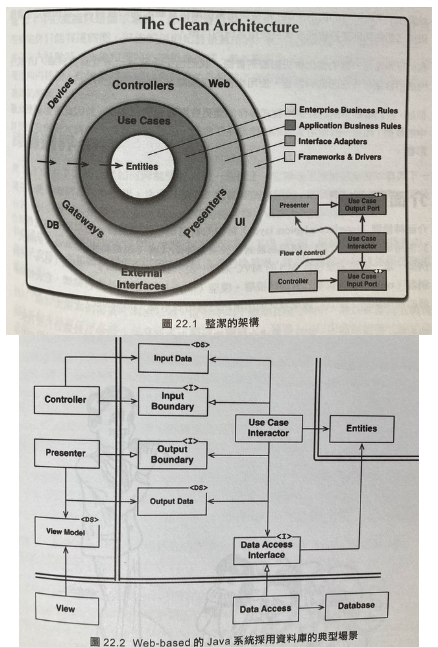 The Clean Architecture
Devices
Web
Controllers
Use Cases
Entities
Gateways
Presenters
DB
UI
External
Interfaces
Enterprise Business Rules
Application Business Rules
Interface Adapters
Frameworks & Drivers
Presenter
<I>
Use Case
Output Port
Use Case
Interactor
Flow of control
Controller
<I>
Use Case
Input Port
圖 22.1 整潔的架構
<DS>
Input Data
Controller
<I>
Input
Boundary
Use Case
Interactor
Entities
Presenter
<I>
Output
Boundary
<DS>
Output Data
<DS>
View Model
<I>
Data Access
Interface
View
Data Access
Database
圖 22.2 Web-based 的 Java 系統採用資料庫的典型場景